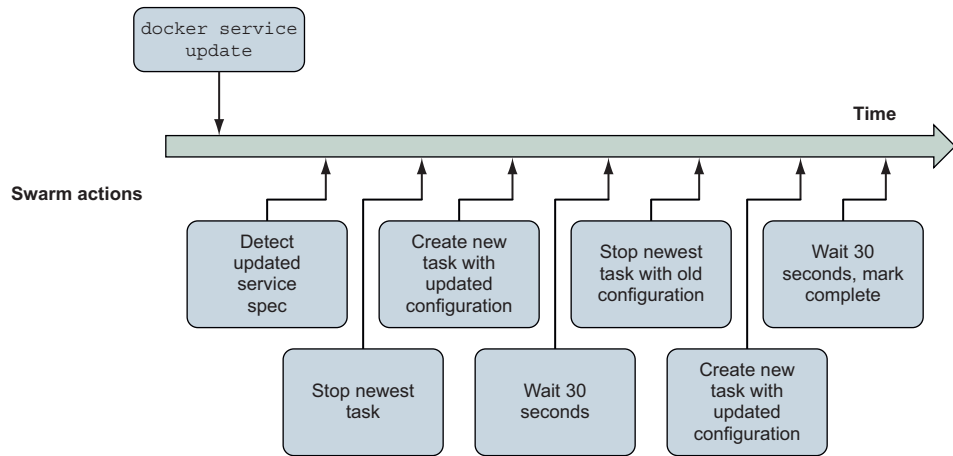 docker service
update
Time
Swarm actions
Detect
updated
service
spec
Stop newest
task
Create new
task with
updated
configuration
Wait 30
seconds
Stop newest
task with old
configuration
Create new
task with
updated
configuration
Wait 30
seconds, mark
complete